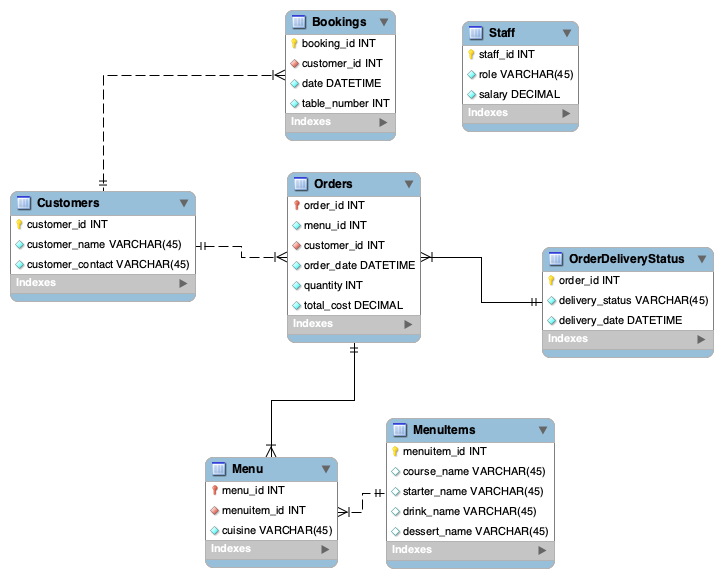 Bookings
booking_id INT
customer_id INT
date DATETIME
table_number INT
Indexes
Staff
staff_id INT
role VARCHAR(45)
salary DECIMAL
Indexes
Customers
customer_id INT
customer_name VARCHAR(45)
customer_contact VARCHAR(45)
Indexes
Orders
order_id INT
menu_id INT
customer_id INT
order_date DATETIME
quantity INT
total_cost DECIMAL
Indexes
OrderDeliveryStatus
order_id INT
delivery_status VARCHAR(45)
delivery_date DATETIME
Indexes
Menu
menu_id INT
menuitem_id INT
cuisine VARCHAR(45)
Indexes
MenuItems
menuitem_id INT
course_name VARCHAR(45)
starter_name VARCHAR(45)
drink_name VARCHAR(45)
dessert_name VARCHAR(45)
Indexes